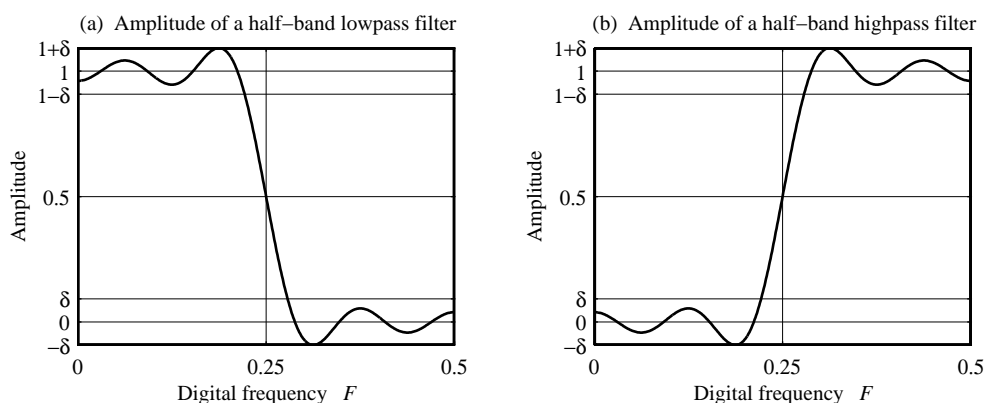 (a) Amplitude of a half−band lowpass filter
1+δ
1
1−δ
0.5
δ
0
−δ
Amplitude
0
0.25
0.5
Digital frequency F
(b) Amplitude of a half−band highpass filter
1+δ
1
1−δ
0.5
δ
0
−δ
Amplitude
0
0.25
0.5
Digital frequency F